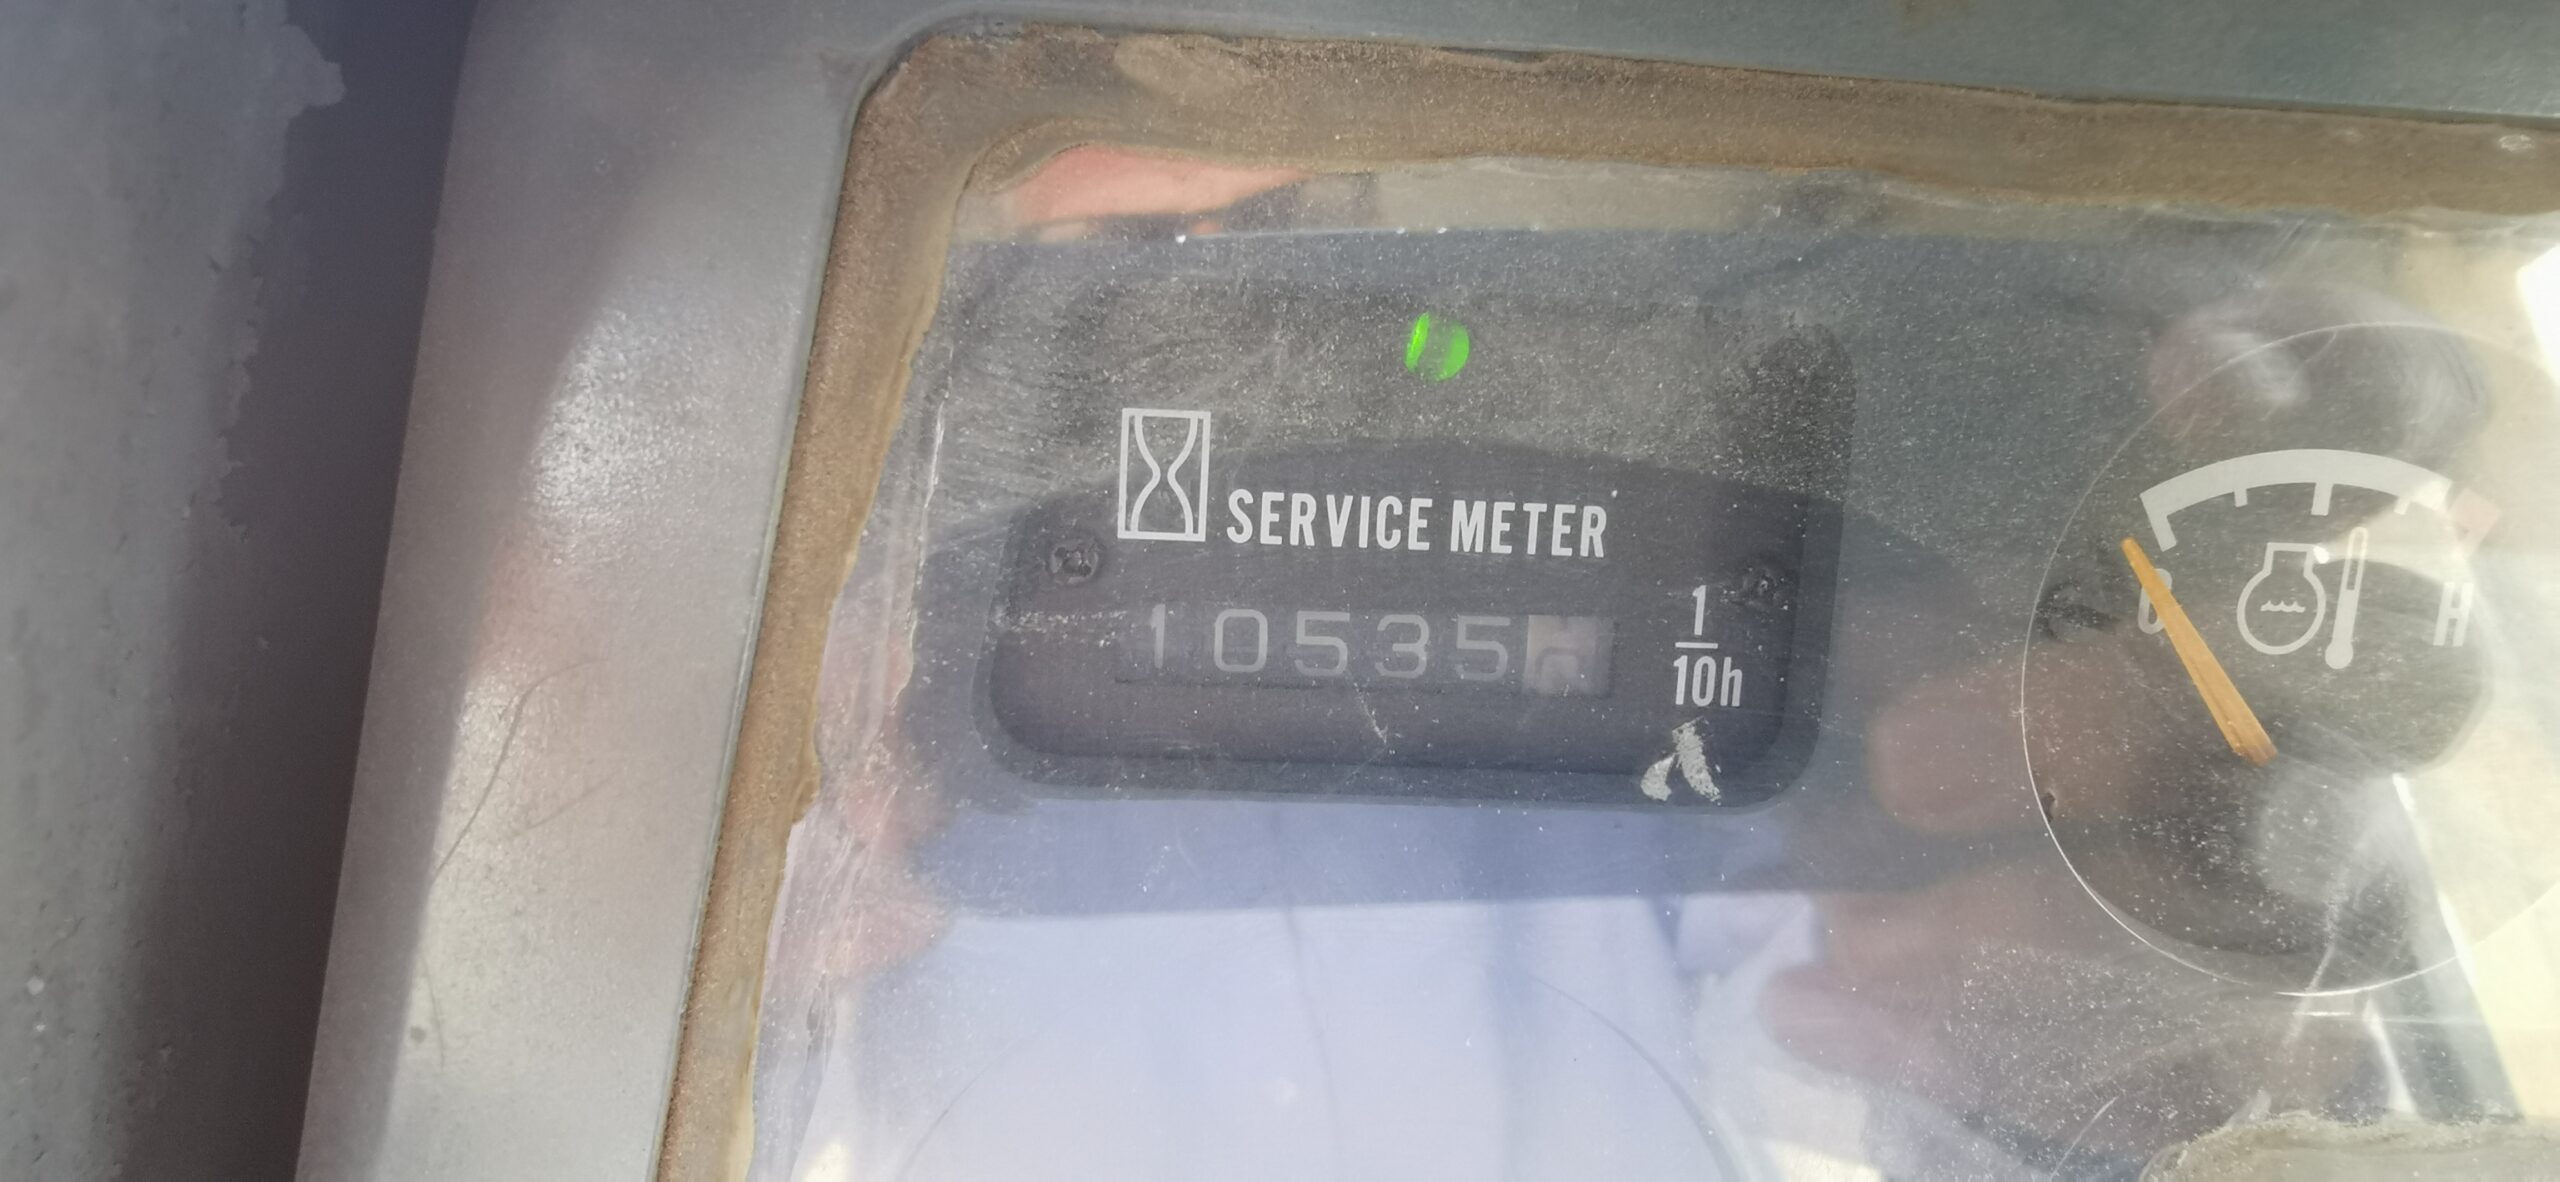 SERVICE METER
10535
1
10h
C
H